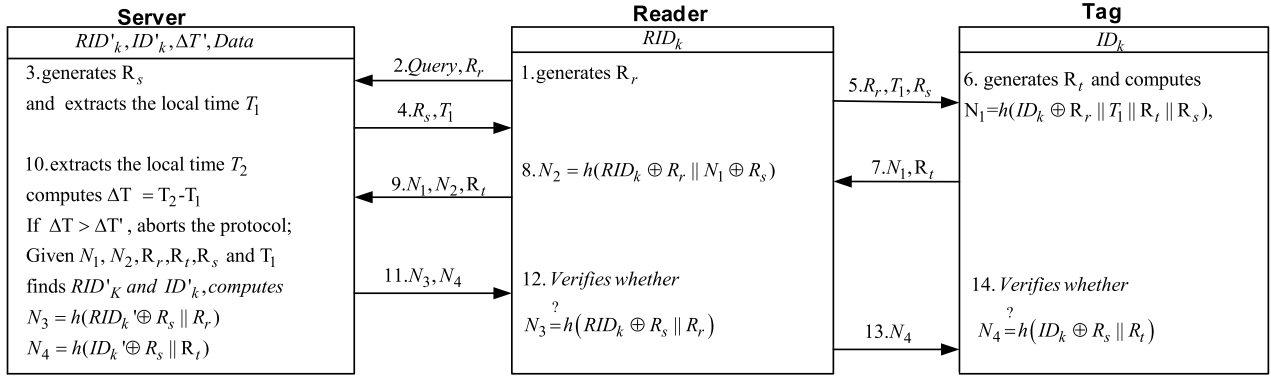 Server
RID'ₖ, ID'ₖ, ΔT', Data
3.generates Rₛ
and extracts the local time T₁
10.extracts the local time T₂
computes ΔT = T₂-T₁
If ΔT > ΔT', aborts the protocol;
Given N₁, N₂, Rᵣ, Rₜ, Rₛ and T₁
finds RID'_K and ID'ₖ, computes
N₃ = h(RIDₖ'⊕ Rₛ || Rᵣ)
N₄ = h(IDₖ'⊕ Rₛ || Rₜ)
2.Query, Rᵣ
4.Rₛ, T₁
9.N₁, N₂, Rₜ
11.N₃, N₄
Reader
RIDₖ
1.generates Rᵣ
8.N₂ = h(RIDₖ ⊕ Rᵣ || N₁ ⊕ Rₛ)
12. Verifies whether
?
N₃ = h(RIDₖ ⊕ Rₛ || Rᵣ)
5.Rᵣ, T₁, Rₛ
7.N₁, Rₜ
13.N₄
Tag
IDₖ
6. generates Rₜ and computes
N₁=h(IDₖ ⊕ Rᵣ || T₁ || Rₜ || Rₛ),
14. Verifies whether
?
N₄ = h(IDₖ ⊕ Rₛ || Rₜ)